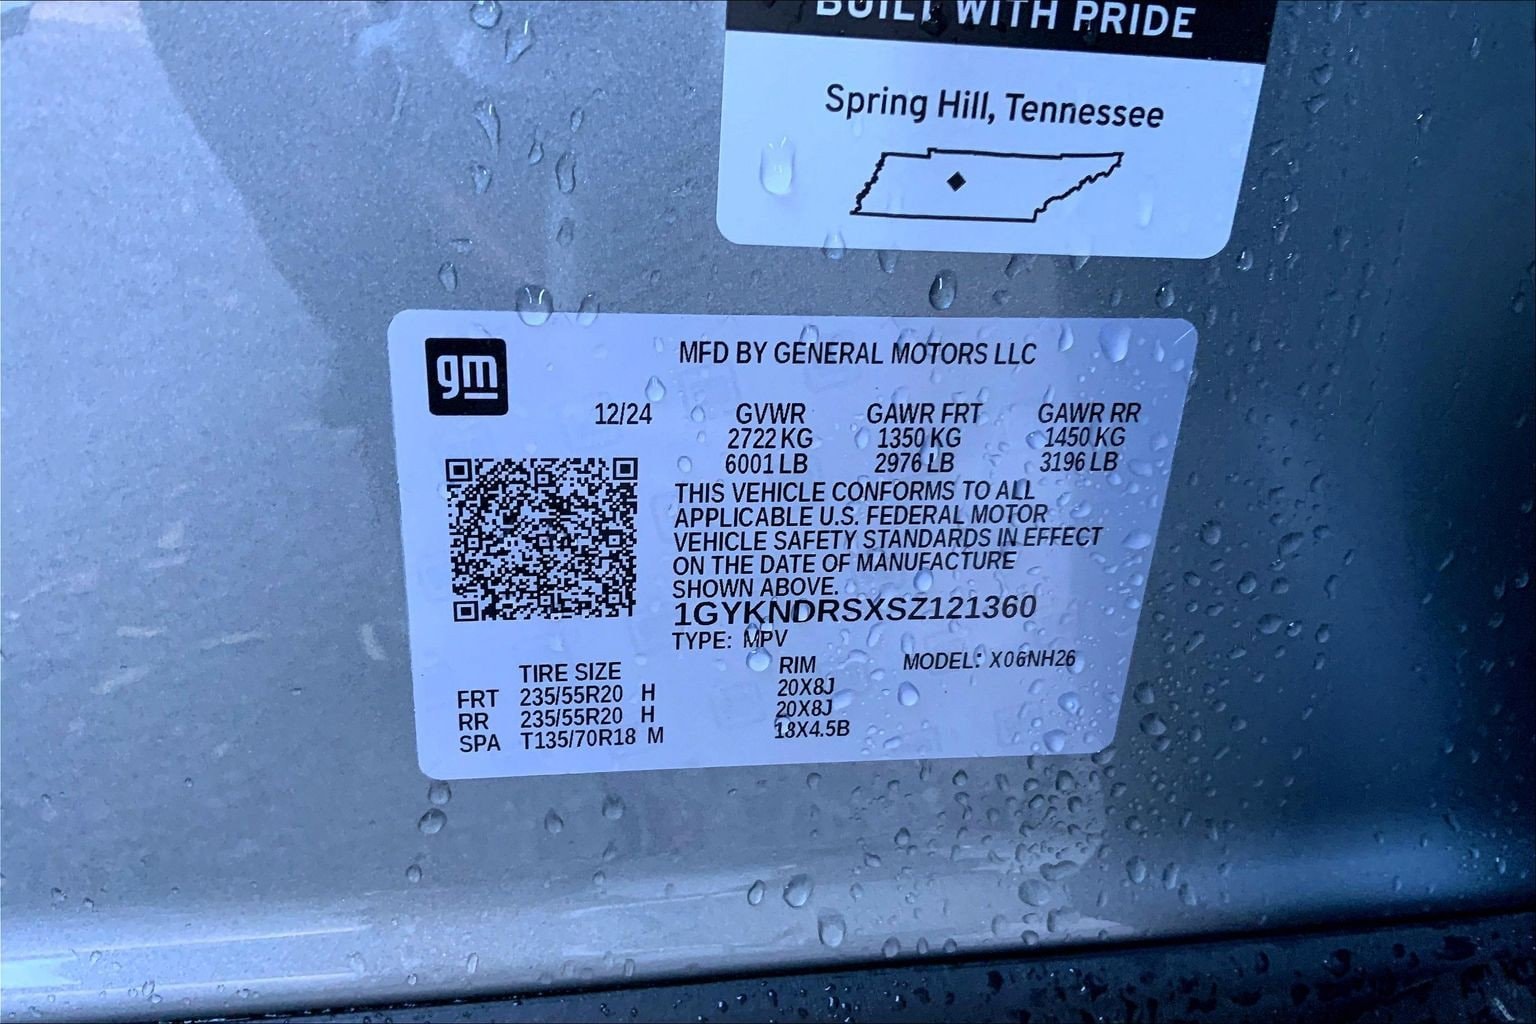 BUILT WITH PRIDE
Spring Hill, Tennessee
gm
MFD BY GENERAL MOTORS LLC
12/24 GVWR GAWR FRT GAWR RR
2722 KG 1350 KG 1450 KG
6001 LB 2976 LB 3196 LB
THIS VEHICLE CONFORMS TO ALL
APPLICABLE U.S. FEDERAL MOTOR
VEHICLE SAFETY STANDARDS IN EFFECT
ON THE DATE OF MANUFACTURE
SHOWN ABOVE.
1GYKNDRSXSZ121360
TYPE: MPV
TIRE SIZE RIM MODEL: X06NH26
FRT 235/55R20 H 20X8J
RR 235/55R20 H 20X8J
SPA T135/70R18 M 18X4.5B